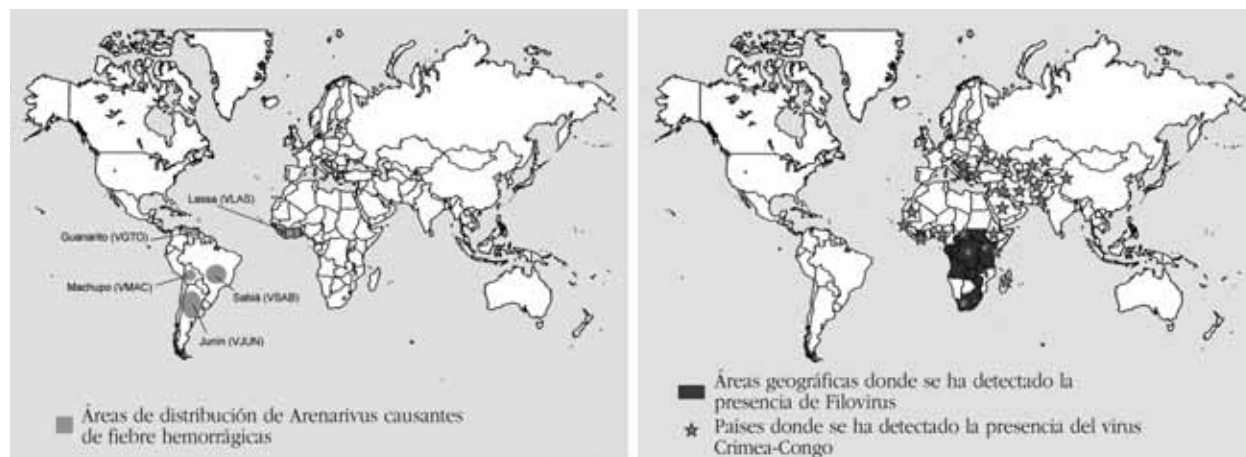 Lassa (VLAS)
Guanarito (VGTO)
Machupo (VMAC)
Sabiá (VSAB)
Junín (VJUN)
Áreas de distribución de Arenarivus causantes
de fiebre hemorrágicas
Áreas geográficas donde se ha detectado la
presencia de Filovirus
Países donde se ha detectado la presencia del virus
Crimea-Congo